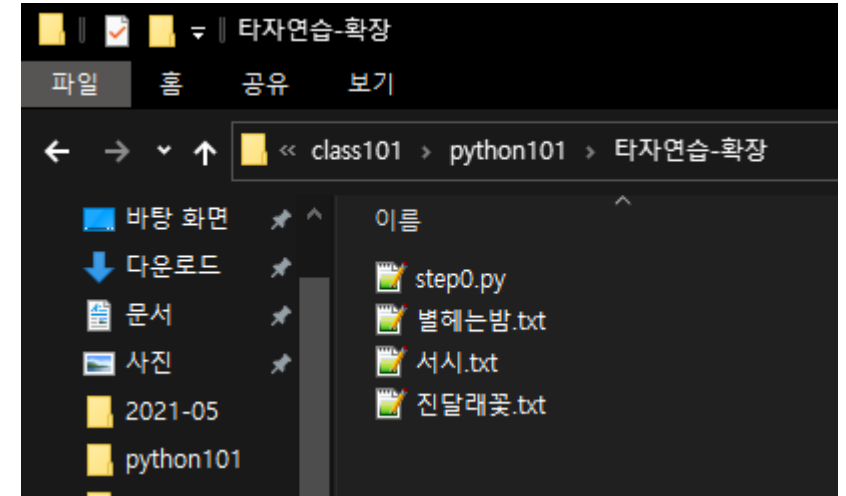 타자연습-확장
파일 홈 공유 보기
« class101 › python101 › 타자연습-확장
바탕 화면
다운로드
문서
사진
2021-05
python101
이름
step0.py
별헤는밤.txt
서시.txt
진달래꽃.txt